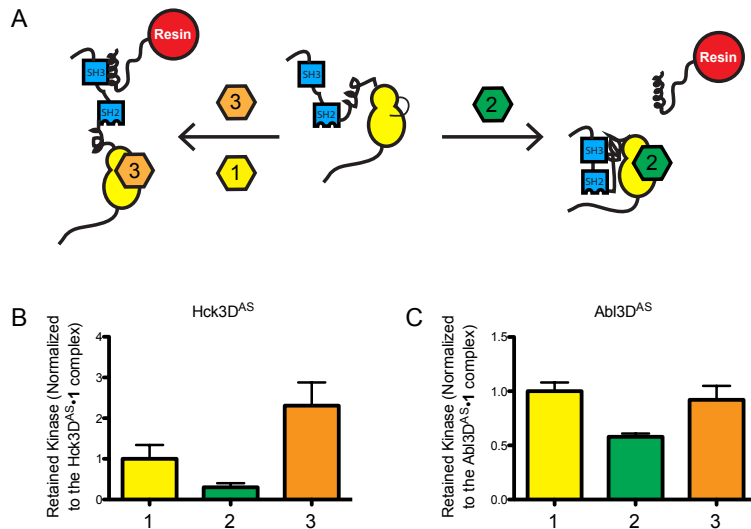 A
Resin
SH3
SH2
3
3
1
SH3
SH2
2
Resin
SH3
SH2
2
B
Hck3D^AS
Retained Kinase (Normalized
to the Hck3D^AS•1 complex)
4
3
2
1
0
1 2 3
C
Abl3D^AS
Retained Kinase (Normalized
to the Abl3D^AS•1 complex)
1.5
1.0
0.5
0.0
1 2 3